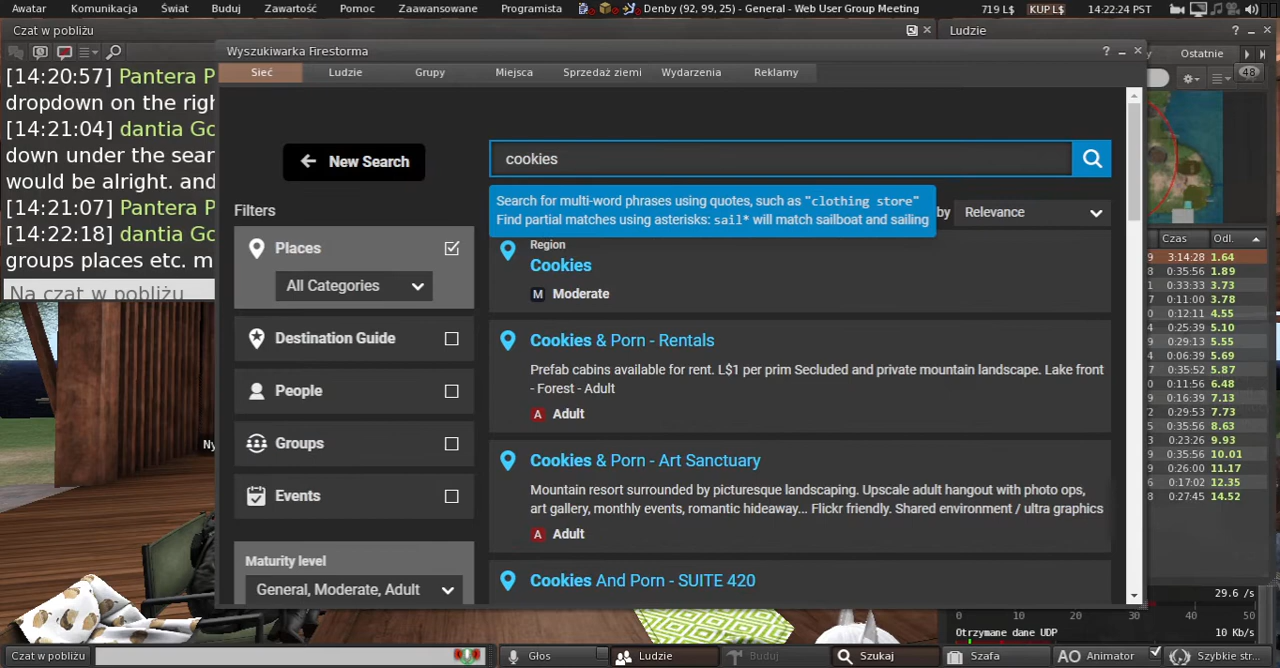 Awatar Komunikacja Świat Buduj Zawartość Pomoc Zaawansowane Programista Denby (92, 99, 25) - General - Web User Group Meeting 719 L$ KUP L$ 14:22:24 PST
Czat w pobliżu
Ludzie
Wyszukiwarka Firestorma
Sieć Ludzie Grupy Miejsca Sprzedaż ziemi Wydarzenia Reklamy
Ostatnie
48
[14:20:57] Pantera P
dropdown on the righ
[14:21:04] dantia Go
down under the sear
would be alright. and
[14:21:07] Pantera P
[14:22:18] dantia Go
groups places etc. m
Na czat w pobliżu
New Search
cookies
Search for multi-word phrases using quotes, such as "clothing store"
Find partial matches using asterisks: sail* will match sailboat and sailing
by Relevance
Filters
Places
All Categories
Destination Guide
People
Groups
Events
Maturity level
General, Moderate, Adult
Region
Cookies
M Moderate
Cookies & Porn - Rentals
Prefab cabins available for rent. L$1 per prim Secluded and private mountain landscape. Lake front
- Forest - Adult
A Adult
Cookies & Porn - Art Sanctuary
Mountain resort surrounded by picturesque landscaping. Upscale adult hangout with photo ops,
art gallery, monthly events, romantic hideaway... Flickr friendly. Shared environment / ultra graphics
A Adult
Cookies And Porn - SUITE 420
Czas Odl.
3:14:28 1.64
0:35:56 1.89
0:33:33 3.73
0:11:00 3.78
0:12:11 4.55
0:25:39 5.10
0:29:13 5.55
0:06:39 5.69
0:35:52 5.87
0:11:56 6.48
0:16:39 7.13
0:29:53 7.73
0:35:56 8.63
0:23:26 9.93
0:35:56 10.01
0:26:00 11.17
0:17:02 12.35
0:27:45 14.52
Ny
29.6 /s
0 10 20 30 40 50
Otrzymane dane UDP 10 Kb/s
Czat w pobliżu Głos Ludzie Buduj Szukaj Szafa AO Animator Szybkie str...